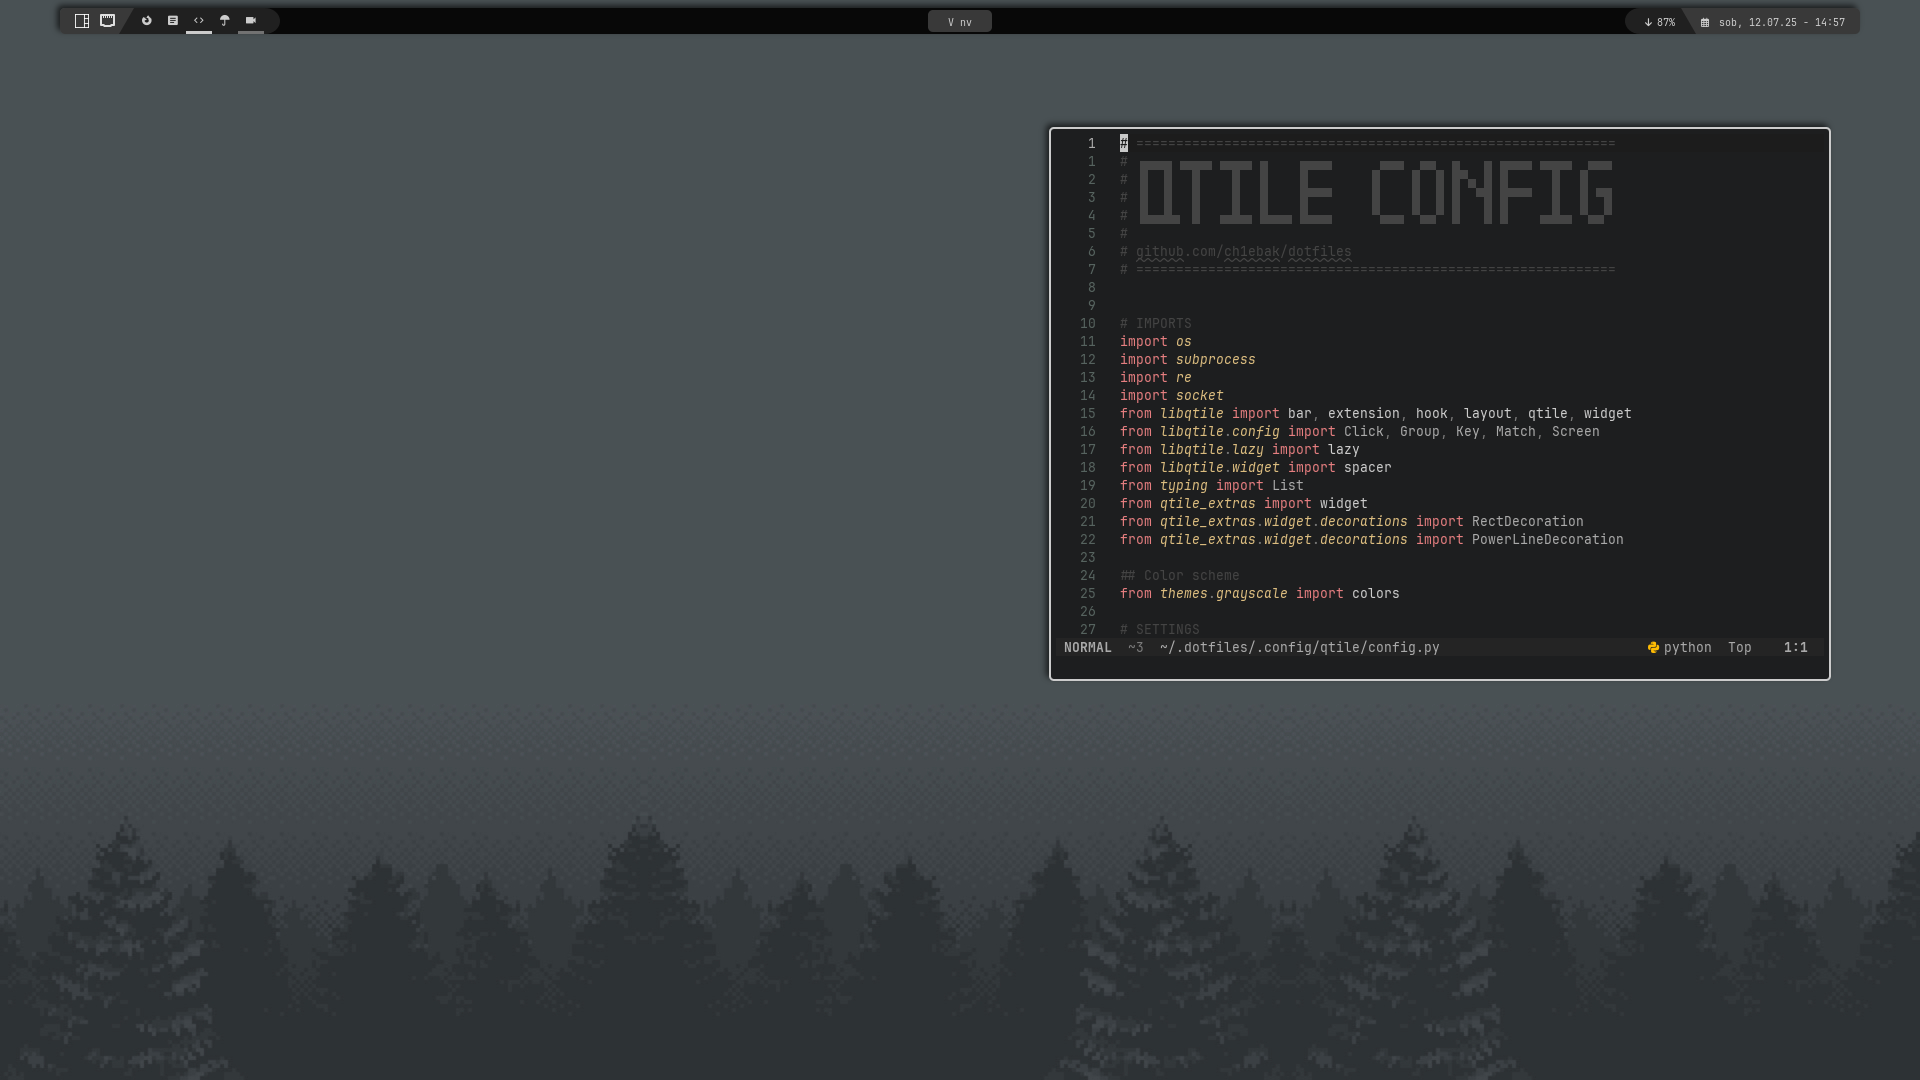 V nv
87%
sob, 12.07.25 - 14:57
1 # ============================================================
1 # QTILE CONFIG
2 #
3 #
4 #
5 #
6 # github.com/ch1ebak/dotfiles
7 # ============================================================
8
9
10 # IMPORTS
11 import os
12 import subprocess
13 import re
14 import socket
15 from libqtile import bar, extension, hook, layout, qtile, widget
16 from libqtile.config import Click, Group, Key, Match, Screen
17 from libqtile.lazy import lazy
18 from libqtile.widget import spacer
19 from typing import List
20 from qtile_extras import widget
21 from qtile_extras.widget.decorations import RectDecoration
22 from qtile_extras.widget.decorations import PowerLineDecoration
23
24 ## Color scheme
25 from themes.grayscale import colors
26
27 # SETTINGS
NORMAL ~3 ~/.dotfiles/.config/qtile/config.py python Top 1:1